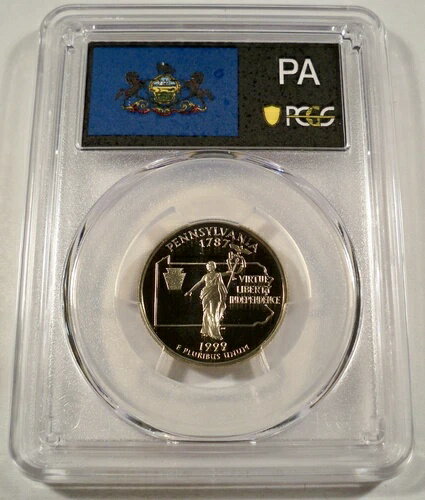 PA
PCGS
PENNSYLVANIA
1787
VIRTUE
LIBERTY
INDEPENDENCE
1999
E PLURIBUS UNUM